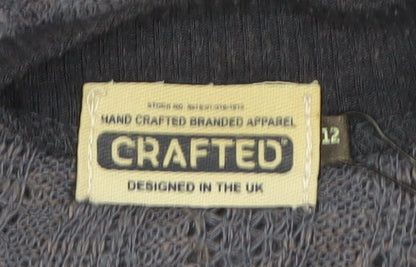 HAND CRAFTED BRANDED APPAREL
CRAFTED
DESIGNED IN THE UK
12